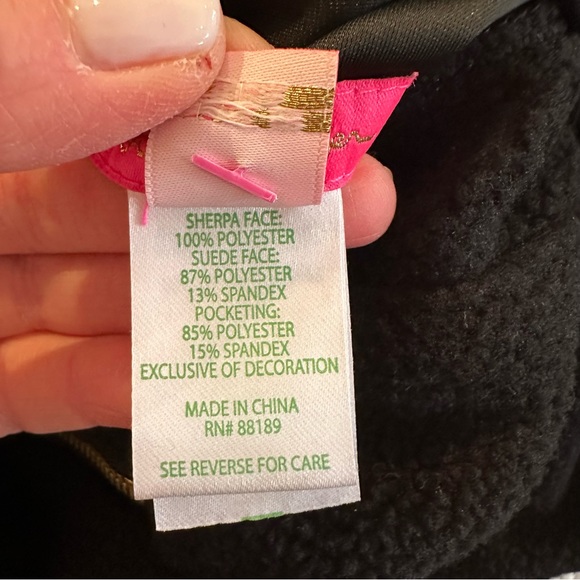 SHERPA FACE:
100% POLYESTER
SUEDE FACE:
87% POLYESTER
13% SPANDEX
POCKETING:
85% POLYESTER
15% SPANDEX
EXCLUSIVE OF DECORATION
MADE IN CHINA
RN# 88189
SEE REVERSE FOR CARE